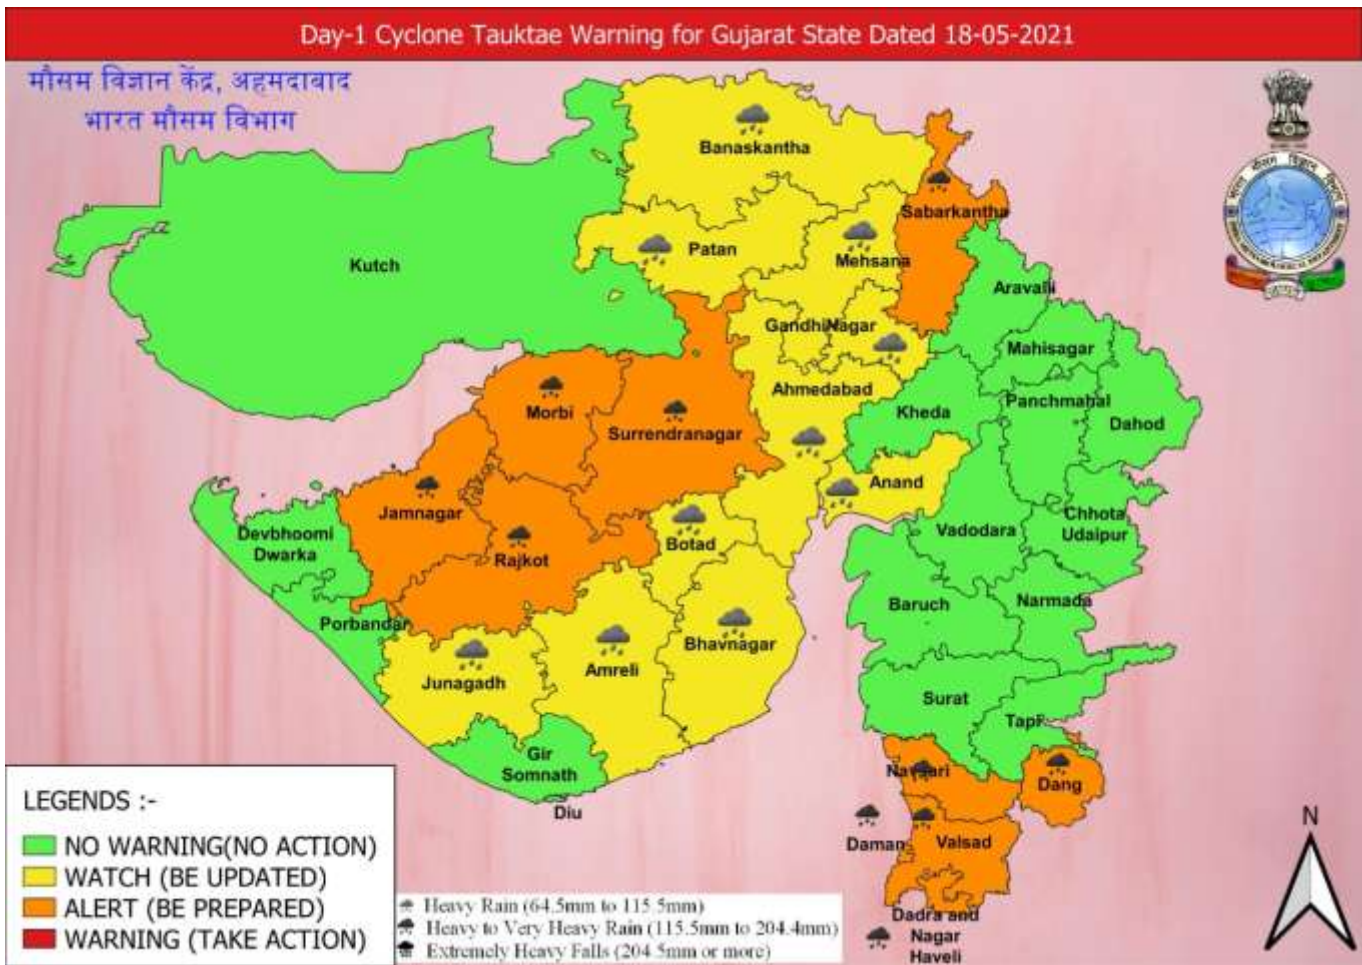 Day-1 Cyclone Tauktae Warning for Gujarat State Dated 18-05-2021
मौसम विज्ञान केंद्र, अहमदाबाद
भारत मौसम विभाग
Banaskantha
Sabarkantha
Patan
Mehsana
Kutch
Aravalli
GandhiNagar
Mahisagar
Ahmedabad
Morbi
Panchmahal
Kheda
Dahod
Surrendranagar
Anand
Jamnagar
Chhota
Udaipur
Devbhoomi
Dwarka
Vadodara
Botad
Rajkot
Baruch
Narmada
Porbandar
Bhavnagar
Amreli
Junagadh
Surat
Tapi
Gir
Somnath
Navsari
Dang
Diu
Daman
Valsad
Dadra and
Nagar
Haveli
N
LEGENDS :-
NO WARNING(NO ACTION)
WATCH (BE UPDATED)
ALERT (BE PREPARED)
WARNING (TAKE ACTION)
Heavy Rain (64.5mm to 115.5mm)
Heavy to Very Heavy Rain (115.5mm to 204.4mm)
Extremely Heavy Falls (204.5mm or more)